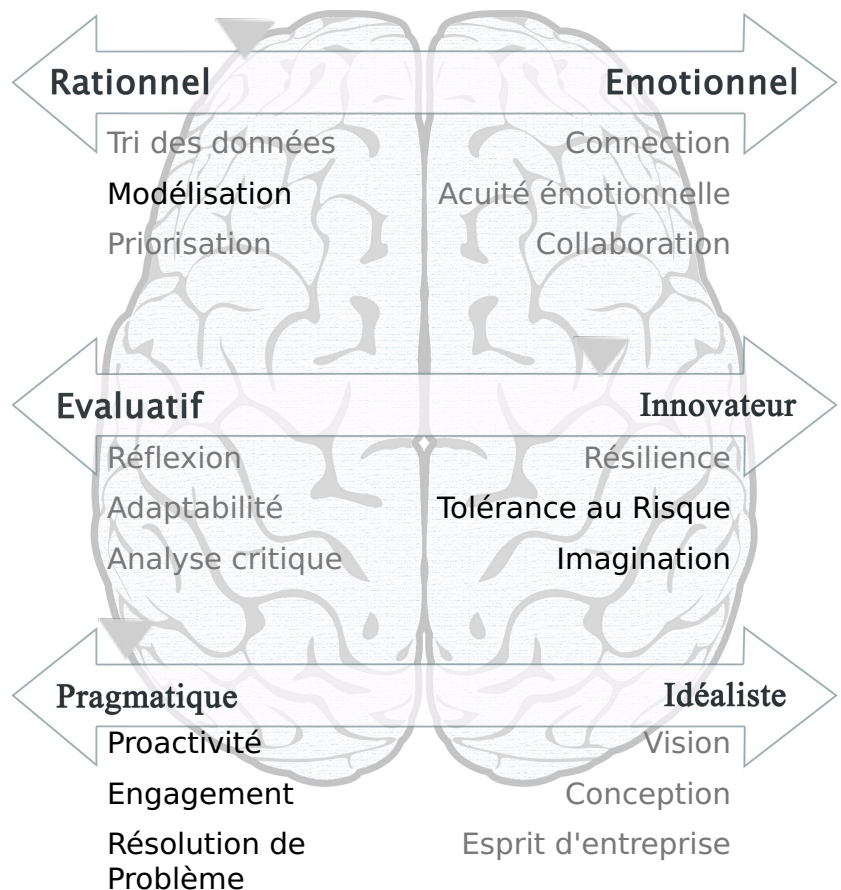 Rationnel Emotionnel
Tri des données Connection
Modélisation Acuité émotionnelle
Priorisation Collaboration
Evaluatif Innovateur
Réflexion Résilience
Adaptabilité Tolérance au Risque
Analyse critique Imagination
Pragmatique Idéaliste
Proactivité Vision
Engagement Conception
Résolution de Esprit d'entreprise
Problème